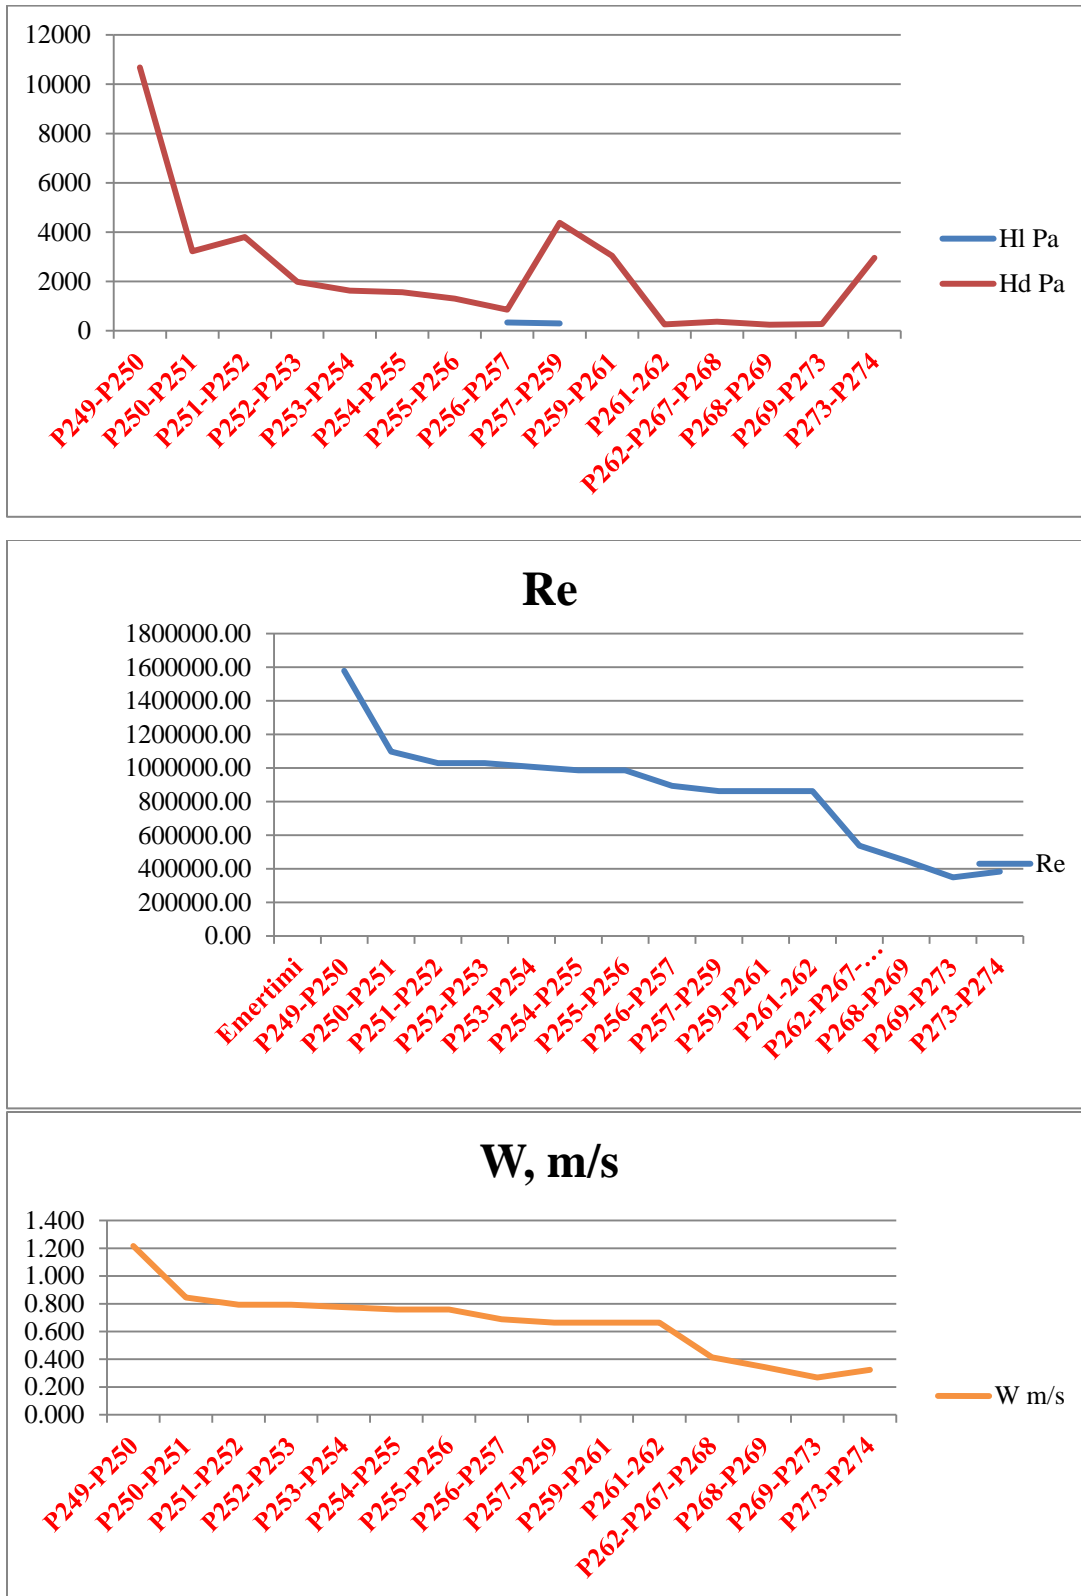 12000
10000
8000
6000
4000
2000
0
Hl Pa
Hd Pa
P249-P250
P250-P251
P251-P252
P252-P253
P253-P254
P254-P255
P255-P256
P256-P257
P257-P259
P259-P261
P261-262
P262-P267-P268
P268-P269
P269-P273
P273-P274
Re
1800000.00
1600000.00
1400000.00
1200000.00
1000000.00
800000.00
600000.00
400000.00
200000.00
0.00
Re
Emertimi
P249-P250
P250-P251
P251-P252
P252-P253
P253-P254
P254-P255
P255-P256
P256-P257
P257-P259
P259-P261
P261-262
P262-P267-…
P268-P269
P269-P273
P273-P274
W, m/s
1.400
1.200
1.000
0.800
0.600
0.400
0.200
0.000
W m/s
P249-P250
P250-P251
P251-P252
P252-P253
P253-P254
P254-P255
P255-P256
P256-P257
P257-P259
P259-P261
P261-262
P262-P267-P268
P268-P269
P269-P273
P273-P274